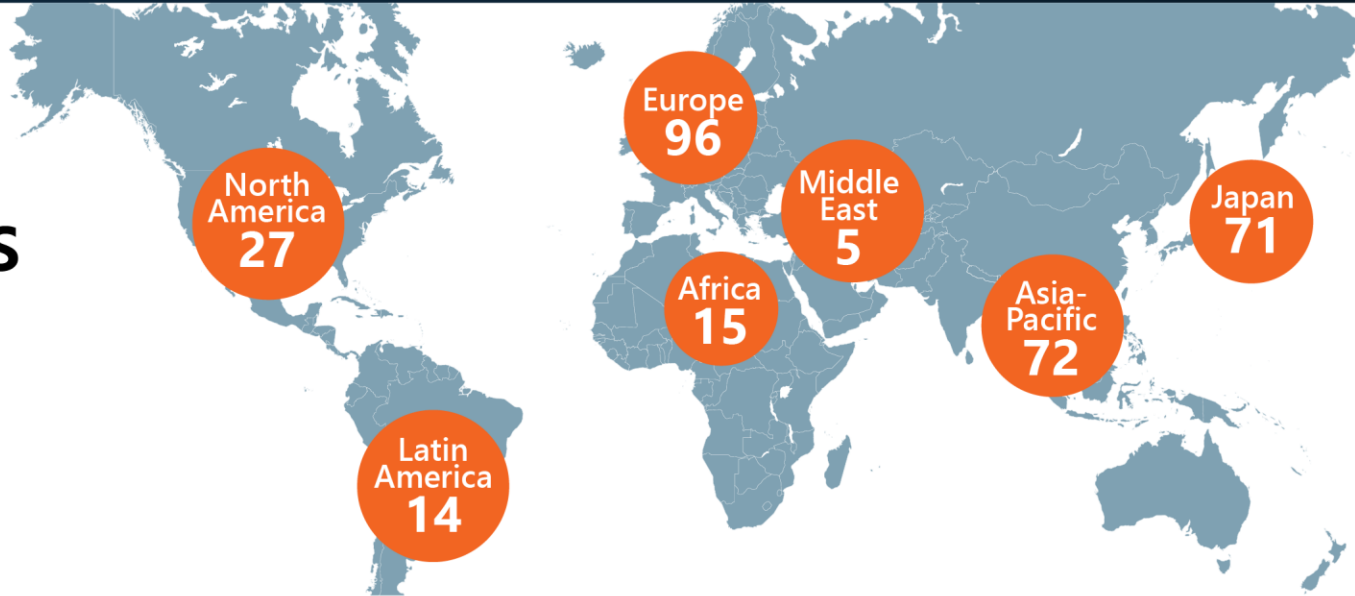 Europe
96
North
America
27
Middle
East
5
Japan
71
Africa
15
Asia-
Pacific
72
Latin
America
14